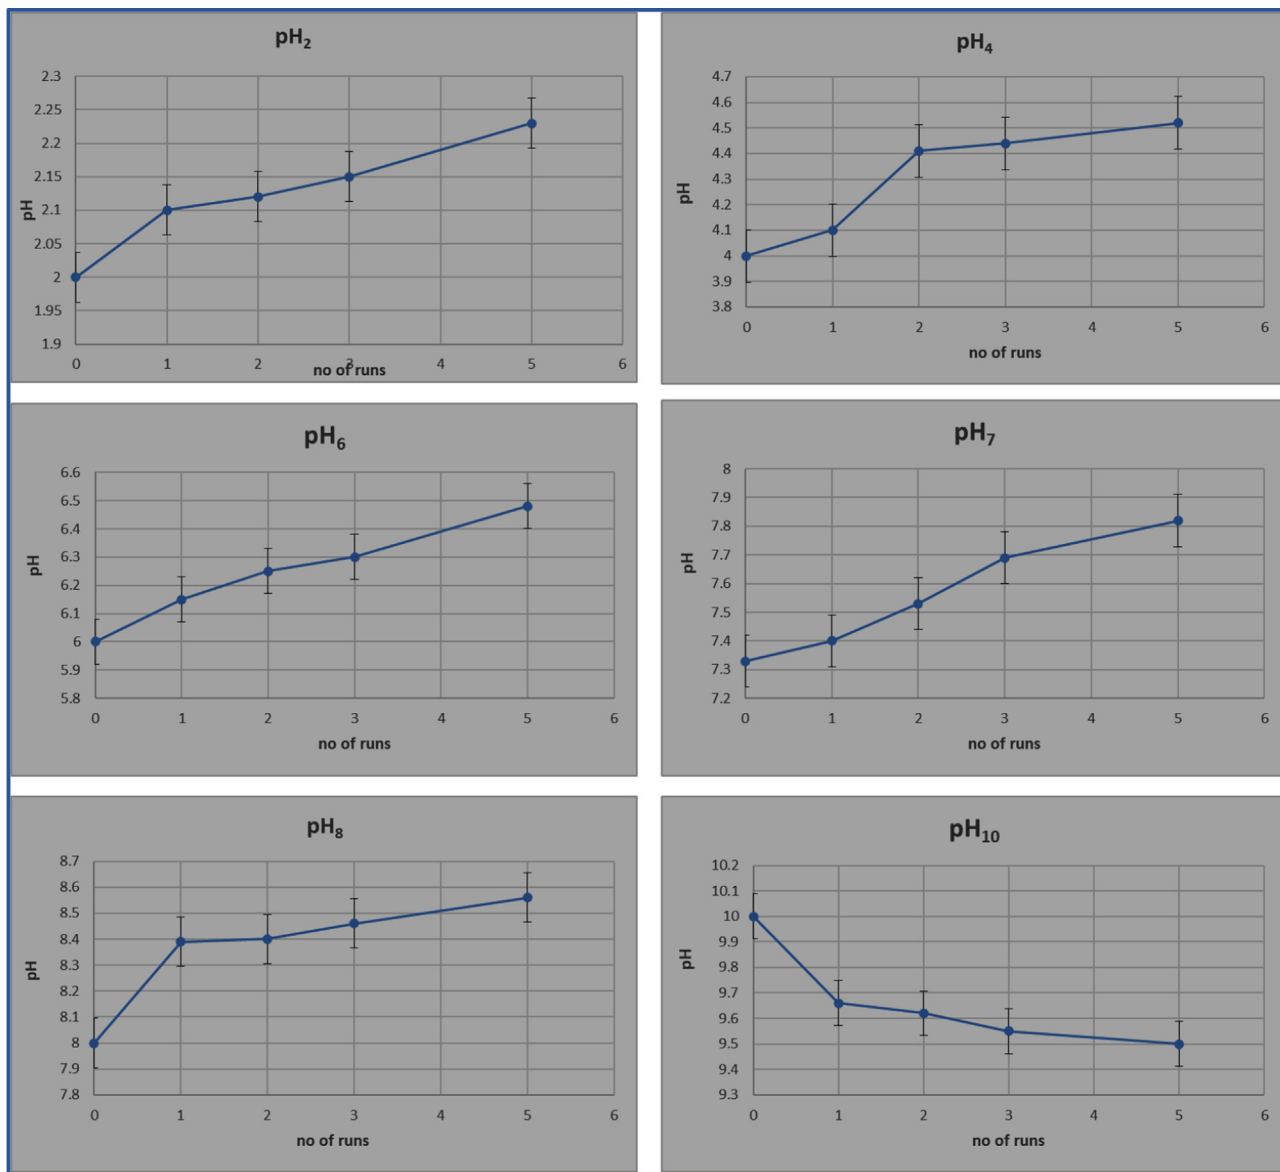 pH₂
2.3
2.25
2.2
2.15
2.1
2.05
2
1.95
1.9
pH
0 1 2 3 4 5 6
no of runs
pH₄
4.7
4.6
4.5
4.4
4.3
4.2
4.1
4
3.9
3.8
pH
0 1 2 3 4 5 6
no of runs
pH₆
6.6
6.5
6.4
6.3
6.2
6.1
6
5.9
5.8
pH
0 1 2 3 4 5 6
no of runs
pH₇
8
7.9
7.8
7.7
7.6
7.5
7.4
7.3
7.2
pH
0 1 2 3 4 5 6
no of runs
pH₈
8.7
8.6
8.5
8.4
8.3
8.2
8.1
8
7.9
7.8
pH
0 1 2 3 4 5 6
no of runs
pH₁₀
10.2
10.1
10
9.9
9.8
9.7
9.6
9.5
9.4
9.3
pH
0 1 2 3 4 5 6
no of runs